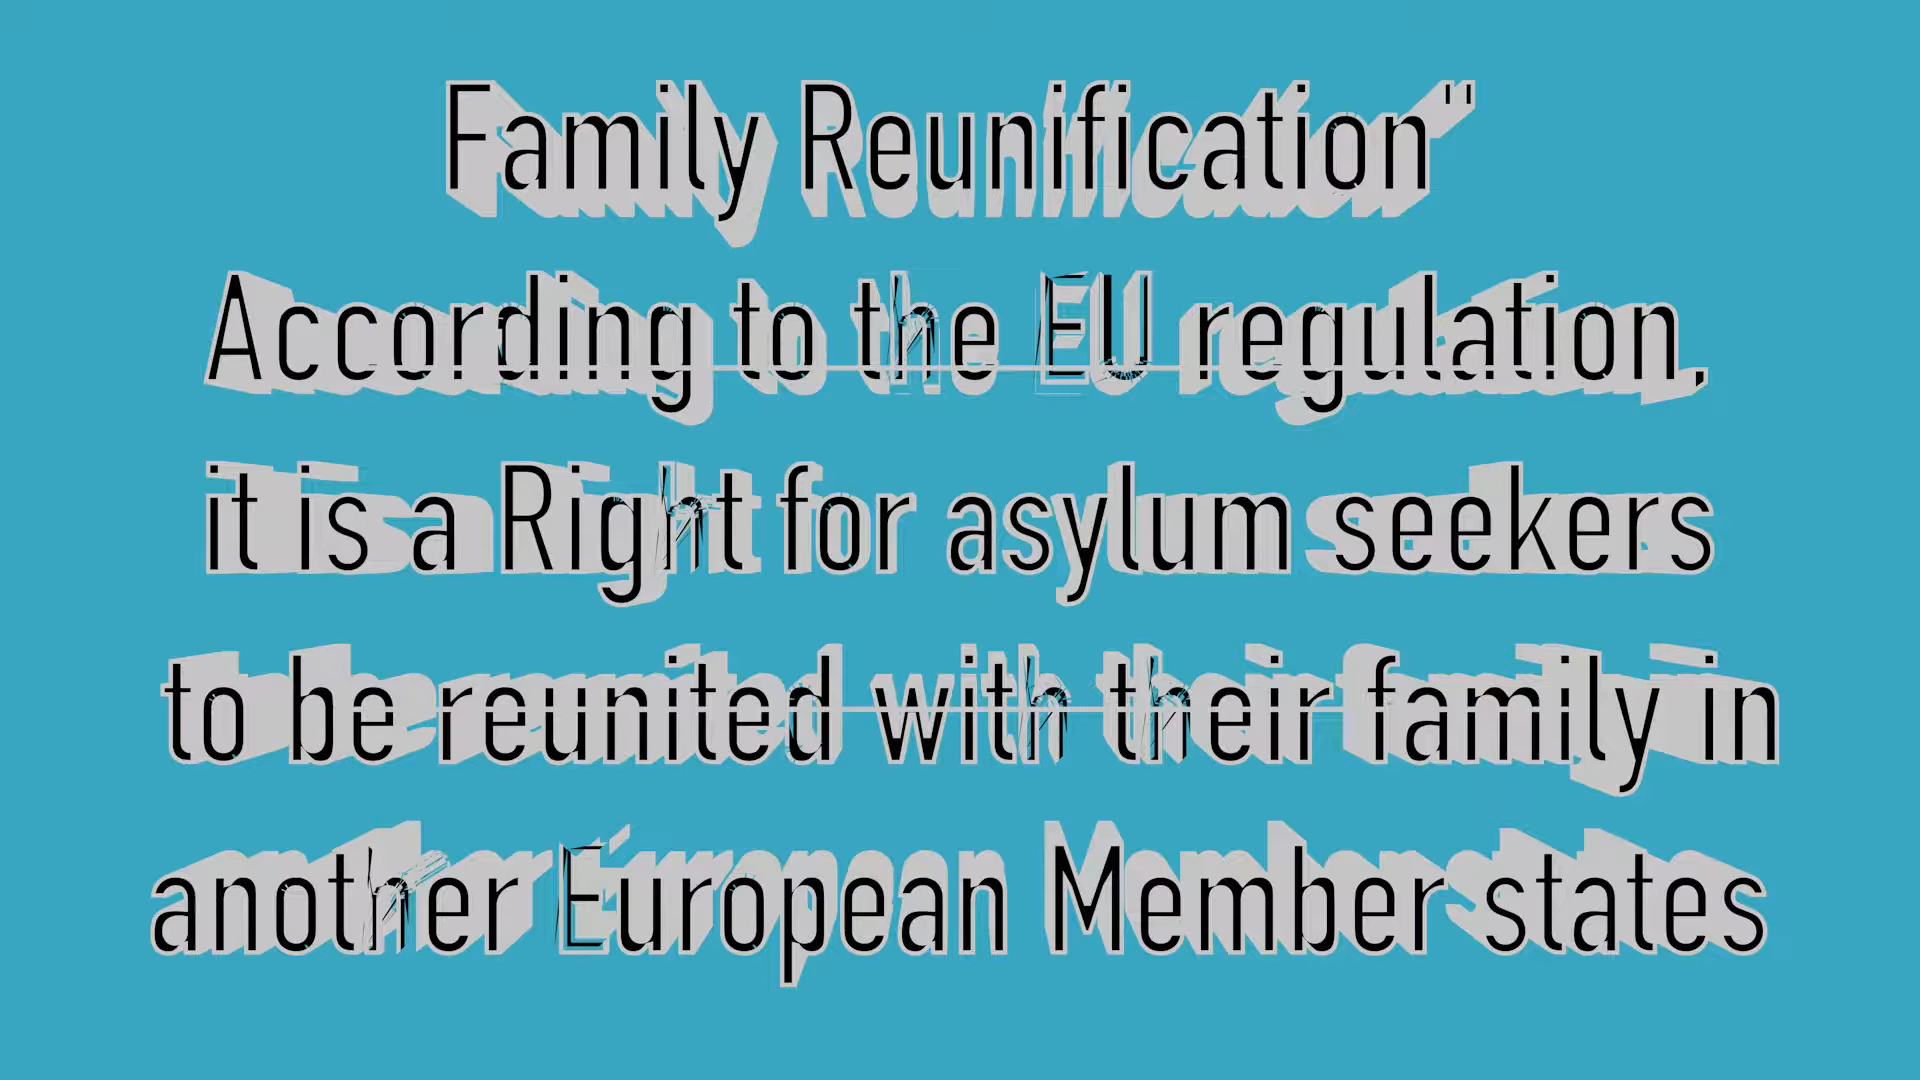 Family Reunification"
According to the EU regulation,
it is a Right for asylum seekers
to be reunited with their family in
another European Member states